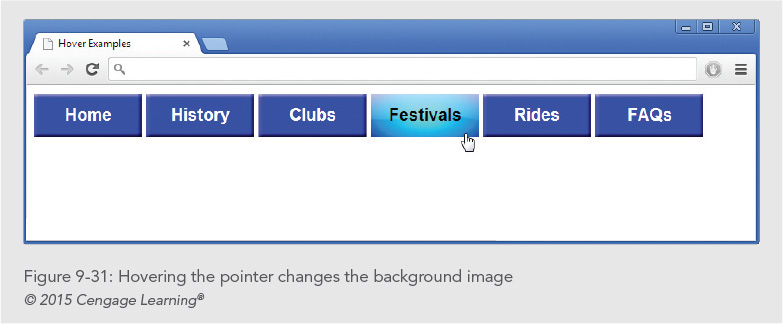 Hover Examples
Home History Clubs Festivals Rides FAQs
Figure 9-31: Hovering the pointer changes the background image
© 2015 Cengage Learning®